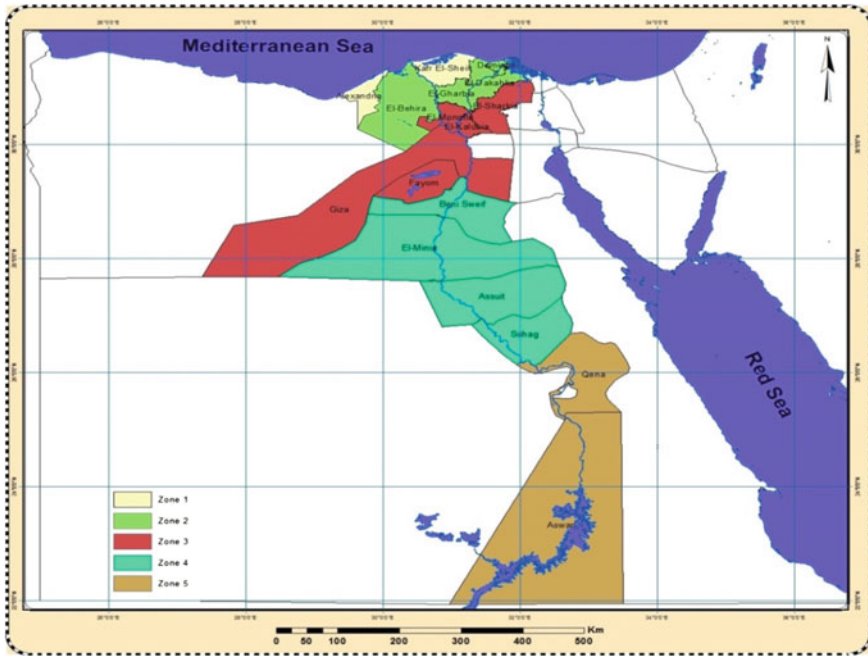 Mediterranean Sea
N
Kafr El-Sheih
Damietta
El-Dakahlia
Alexandria
El-Gharbia
El-Behira
El-Sharkia
El-Monofia
El-Kalubia
Fayom
Giza
Beni Sweif
El-Minia
Assuit
Sohag
Qena
Red Sea
Aswan
Zone 1
Zone 2
Zone 3
Zone 4
Zone 5
Km
0 50 100 200 300 400 500